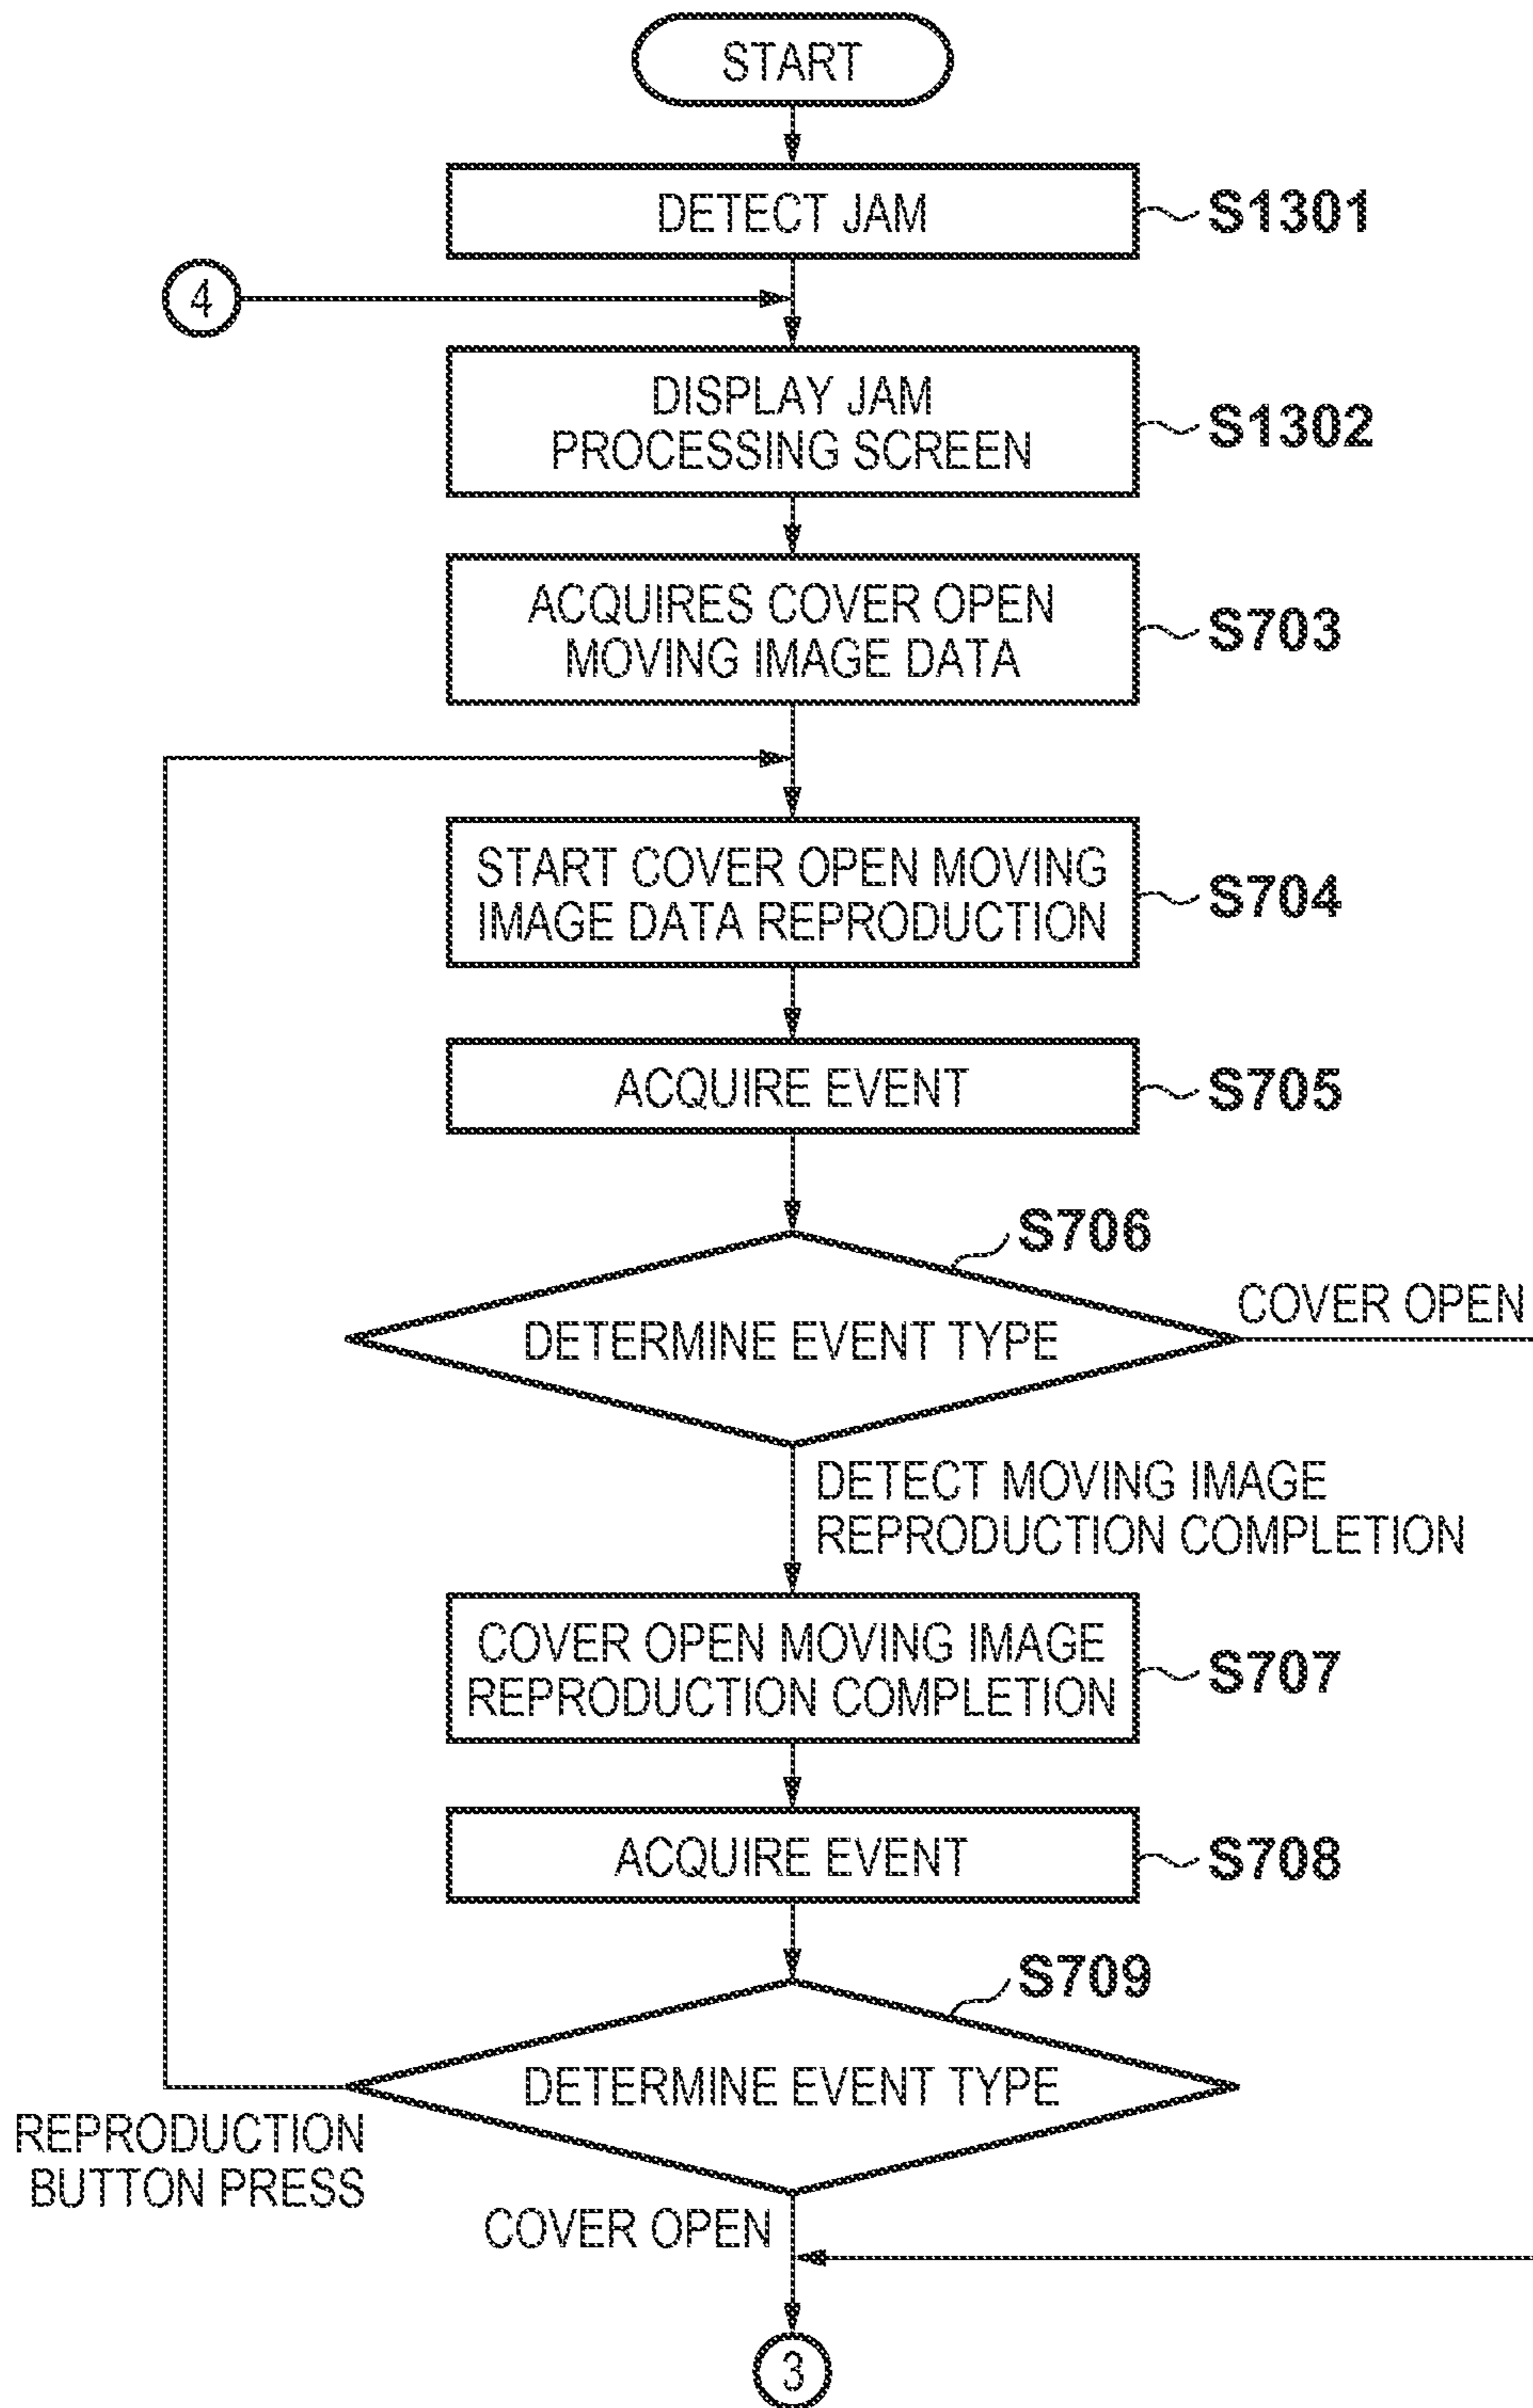 START
DETECT JAM
S1301
4
DISPLAY JAM
PROCESSING SCREEN
S1302
ACQUIRES COVER OPEN
MOVING IMAGE DATA
S703
START COVER OPEN MOVING
IMAGE DATA REPRODUCTION
S704
ACQUIRE EVENT
S705
S706
DETERMINE EVENT TYPE
COVER OPEN
DETECT MOVING IMAGE
REPRODUCTION COMPLETION
COVER OPEN MOVING IMAGE
REPRODUCTION COMPLETION
S707
ACQUIRE EVENT
S708
S709
DETERMINE EVENT TYPE
REPRODUCTION
BUTTON PRESS
COVER OPEN
3